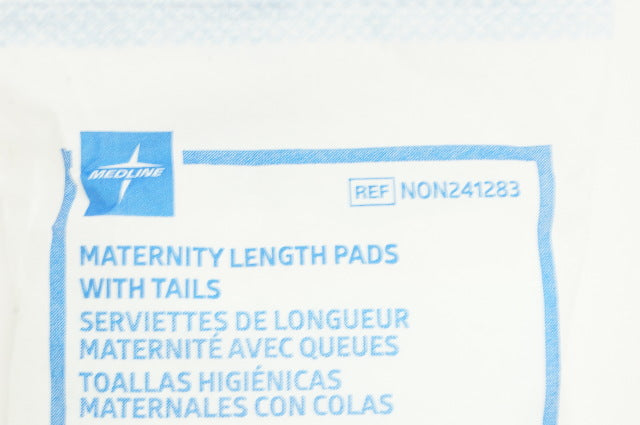 MEDLINE
REF NON241283
MATERNITY LENGTH PADS
WITH TAILS
SERVIETTES DE LONGUEUR
MATERNITÉ AVEC QUEUES
TOALLAS HIGIÉNICAS
MATERNALES CON COLAS